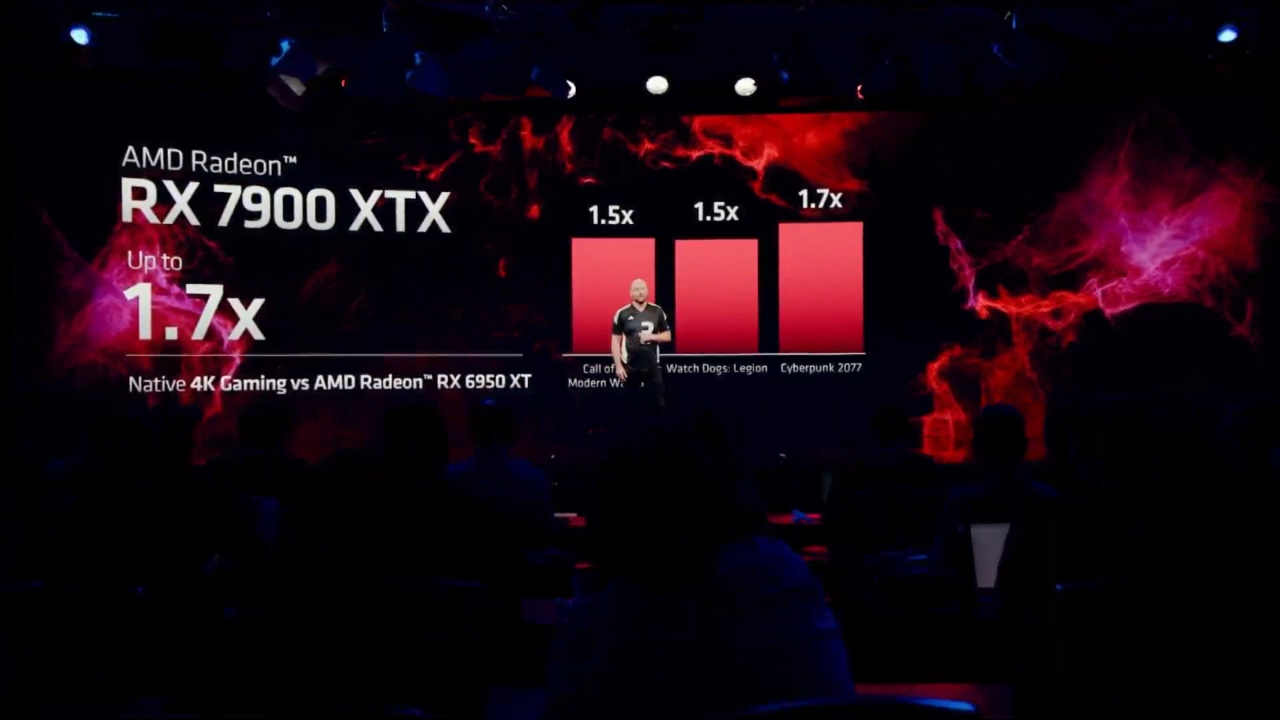 AMD Radeon™
RX 7900 XTX
Up to
1.7x
Native 4K Gaming vs AMD Radeon™ RX 6950 XT
1.5x
1.5x
1.7x
Call of
Modern
Watch Dogs: Legion
Cyberpunk 2077